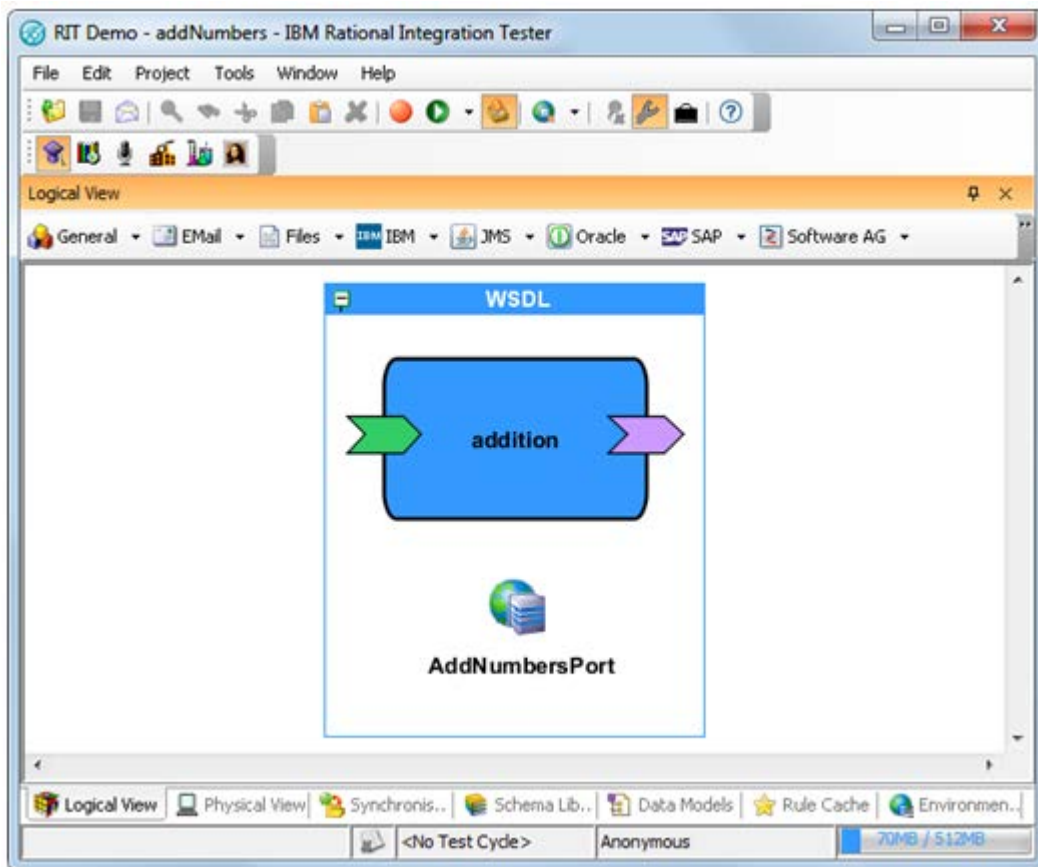 RIT Demo - addNumbers - IBM Rational Integration Tester
File Edit Project Tools Window Help
Logical View
General EMail Files IBM IBM JMS Oracle SAP SAP Software AG
WSDL
addition
AddNumbersPort
Logical View Physical View Synchronis.. Schema Lib.. Data Models Rule Cache Environmen..
<No Test Cycle> Anonymous 70MB / 512MB